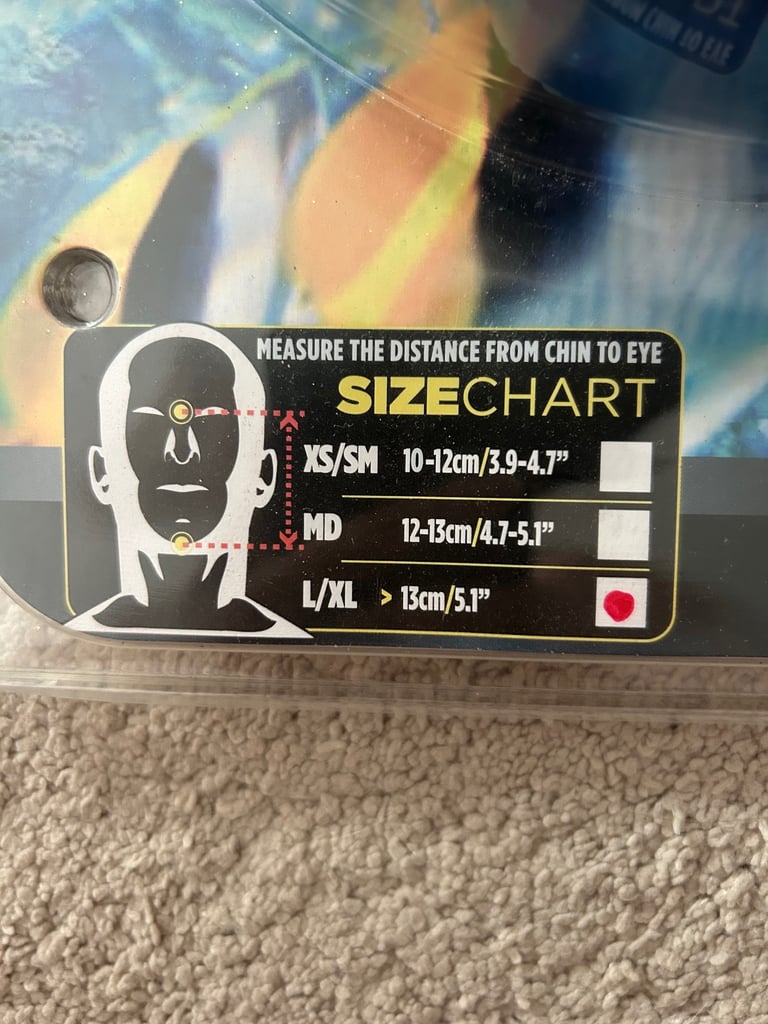 MEASURE THE DISTANCE FROM CHIN TO EYE
SIZECHART
XS/SM 10-12cm/3.9-4.7”
MD 12-13cm/4.7-5.1”
L/XL > 13cm/5.1”